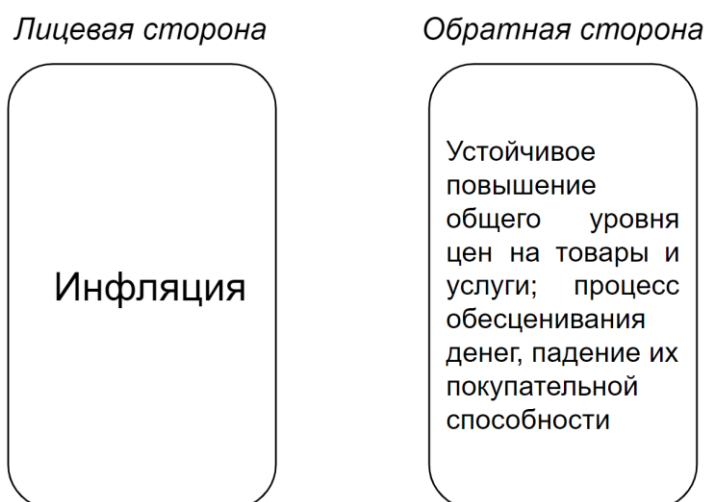 Лицевая сторона
Обратная сторона
Инфляция
Устойчивое
повышение
общего уровня
цен на товары и
услуги; процесс
обесценивания
денег, падение их
покупательной
способности